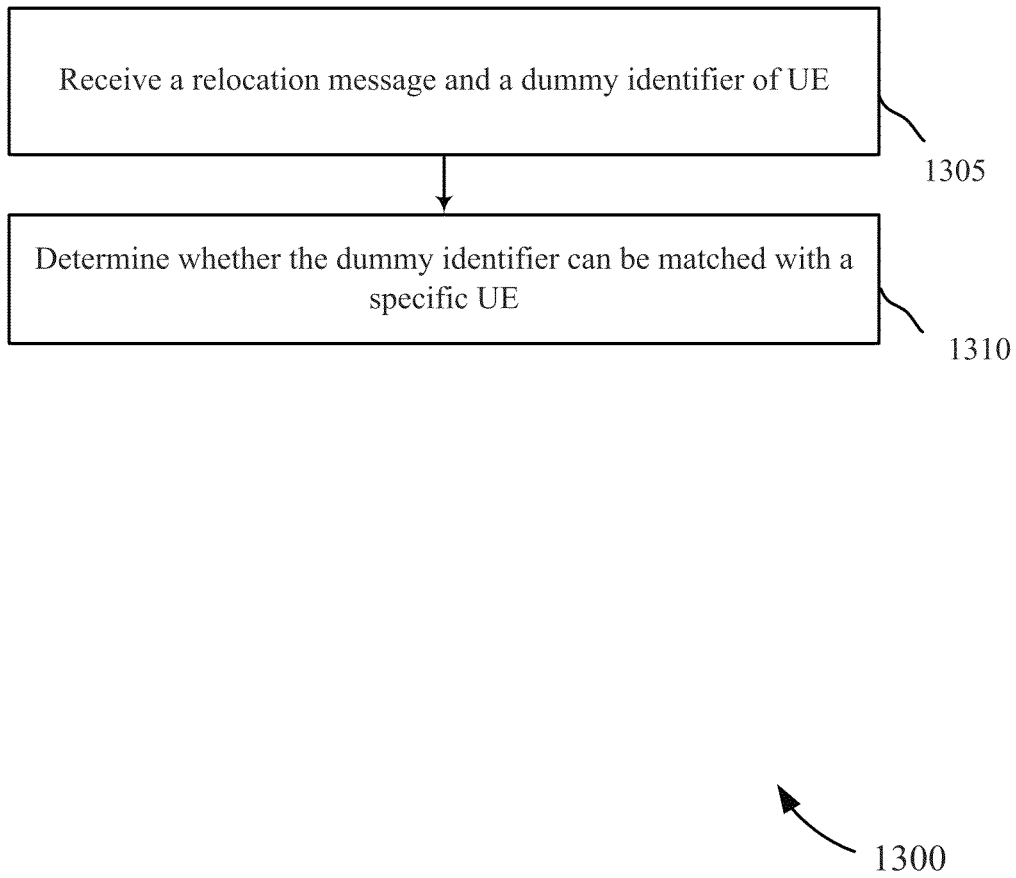 Receive a relocation message and a dummy identifier of UE
1305
Determine whether the dummy identifier can be matched with a
specific UE
1310
1300